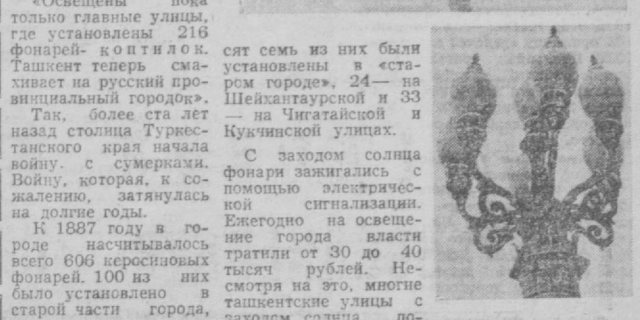 «Освещены пока
только главные улицы,
где установлены 216
фонарей- коптилок.
Ташкент теперь сма-
хивает на русский про-
винциальный городок».
Так, более ста лет
назад столица Туркес-
танского края начала
войну с сумерками.
Войну, которая, к со-
жалению, затянулась
на долгие годы.
К 1887 году в го-
роде насчитывалось
всего 606 керосиновых
фонарей. 100 из них
было установлено в
старой части города,
сят семь из них были
установлены в «ста-
ром городе», 24— на
Шейхантаурской и 33
— на Чигатайской и
Кукчинской улицах.
С заходом солнца
фонари зажигались с
помощью электричес-
кой сигнализации.
Ежегодно на освеще-
ние города власти
тратили от 30 до 40
тысяч рублей. Не-
смотря на это, многие
ташкентские улицы с
заходом солнца по-